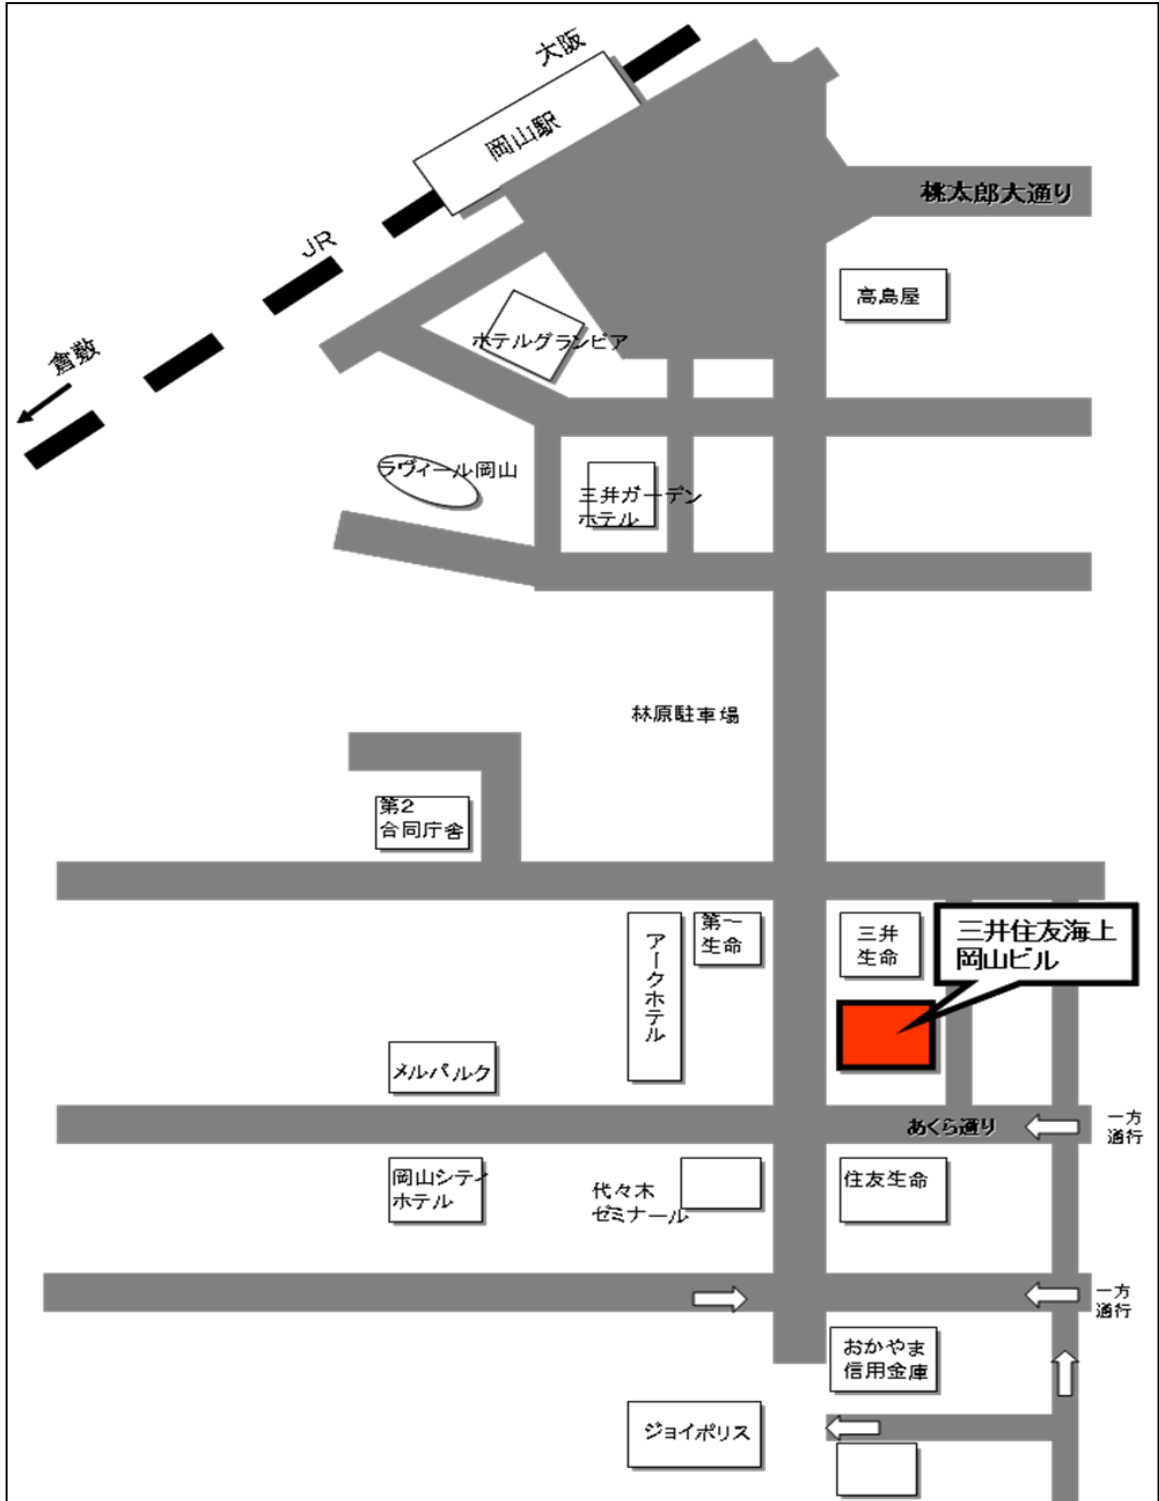 大阪
岡山駅
桃太郎大通り
JR
高島屋
ホテルグランビア
倉敷
ラヴィール岡山
三井ガーデン
ホテル
林原駐車場
第2
合同庁舎
アークホテル
第一
生命
三井
生命
三井住友海上
岡山ビル
メルパルク
あくら通り
一方
通行
岡山シティ
ホテル
代々木
ゼミナール
住友生命
一方
通行
おかやま
信用金庫
ジョイポリス